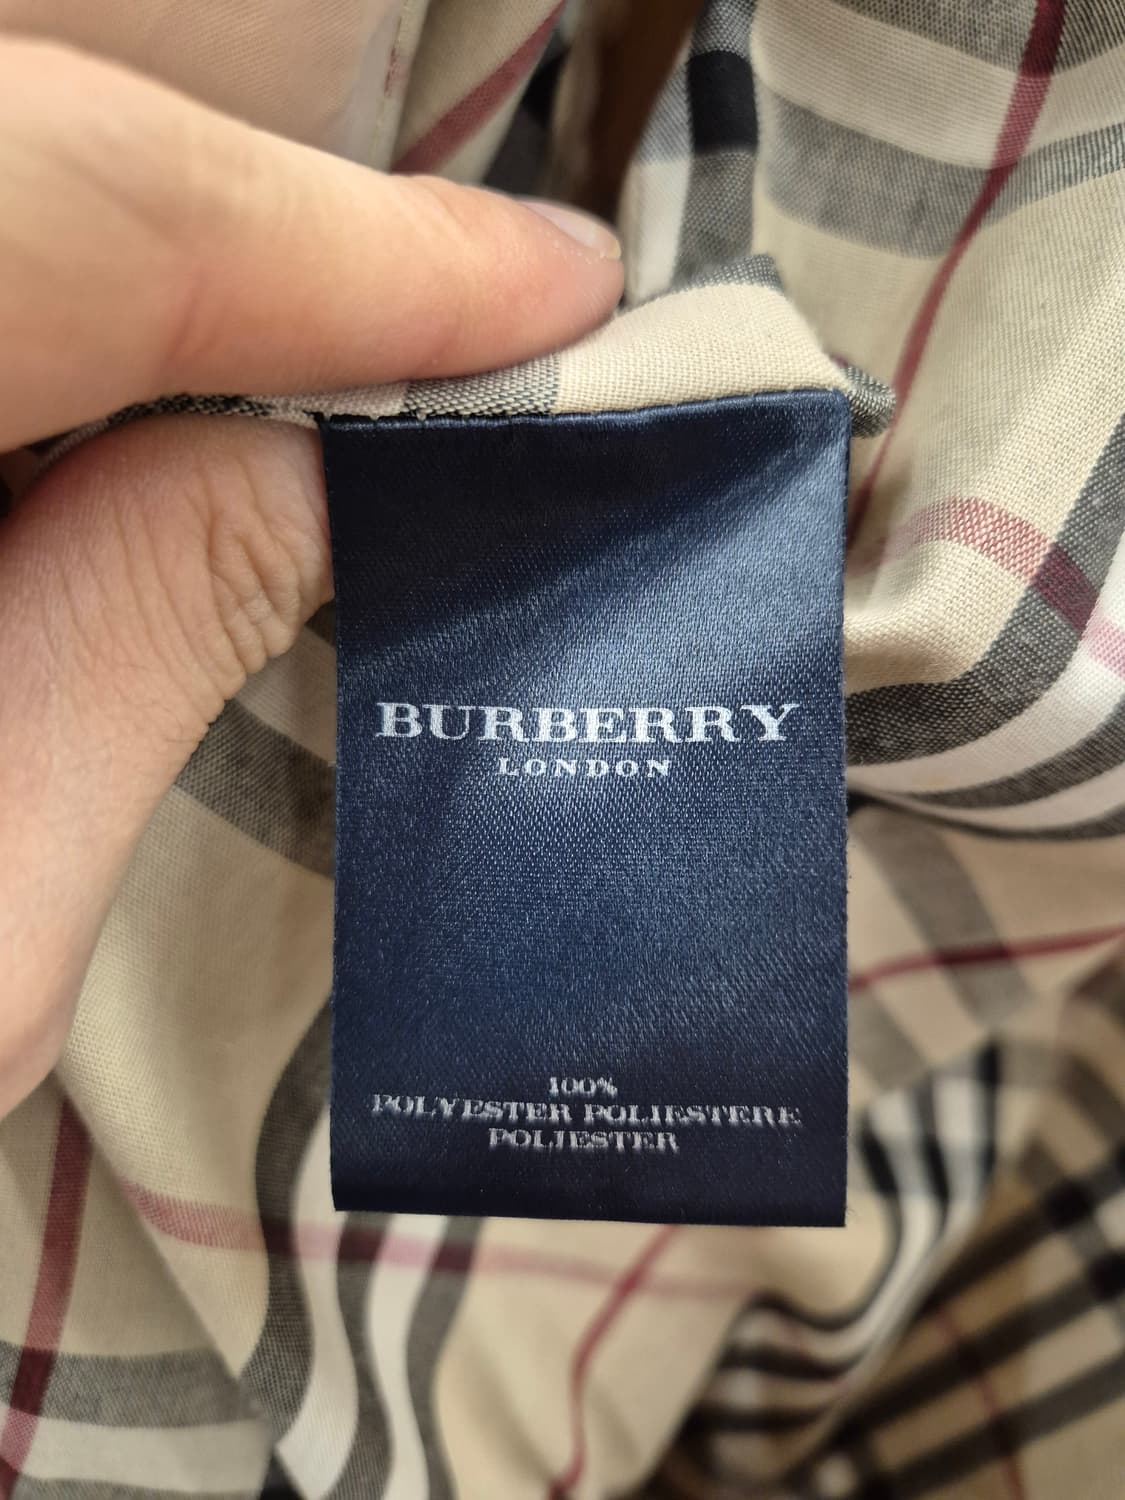 BURBERRY
LONDON
100%
POLYESTER POLIESTERE
POLIESTER